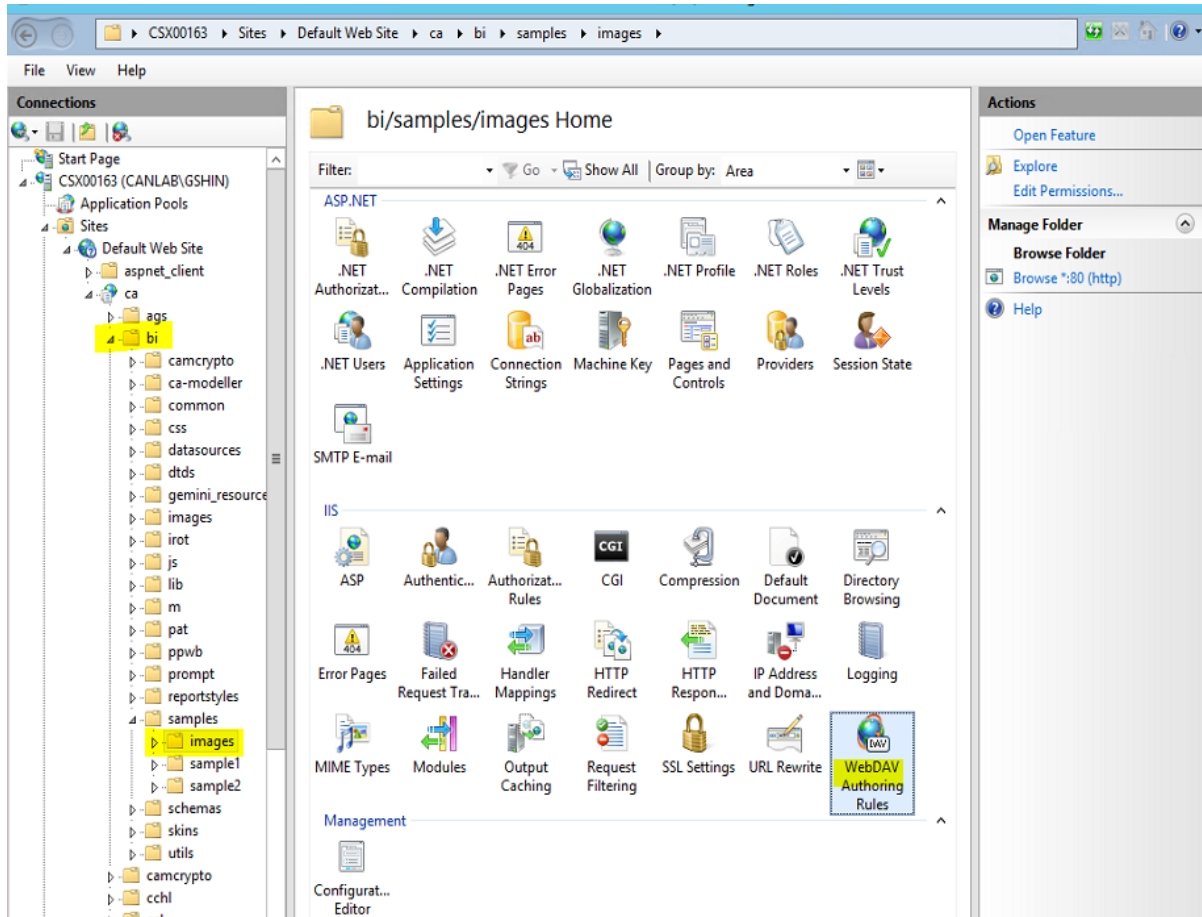 CSX00163 Sites Default Web Site ca bi samples images
File View Help
Connections
Start Page
CSX00163 (CANLAB\GSHIN)
Application Pools
Sites
Default Web Site
aspnet_client
ca
ags
bi
camcrypto
ca-modeller
common
css
datasources
dtds
gemini_resource
images
irot
js
lib
m
pat
ppwb
prompt
reportstyles
samples
images
sample1
sample2
schemas
skins
utils
camcrypto
cchl
bi/samples/images Home
Filter: Go Show All Group by: Area
ASP.NET
.NET Authorizat...
.NET Compilation
.NET Error Pages
.NET Globalization
.NET Profile
.NET Roles
.NET Trust Levels
.NET Users
Application Settings
Connection Strings
Machine Key
Pages and Controls
Providers
Session State
SMTP E-mail
IIS
ASP
Authentic...
Authorizat... Rules
CGI
Compression
Default Document
Directory Browsing
Error Pages
Failed Request Tra...
Handler Mappings
HTTP Redirect
HTTP Respon...
IP Address and Doma...
Logging
MIME Types
Modules
Output Caching
Request Filtering
SSL Settings
URL Rewrite
WebDAV Authoring Rules
Management
Configurat... Editor
Actions
Open Feature
Explore
Edit Permissions...
Manage Folder
Browse Folder
Browse *:80 (http)
Help